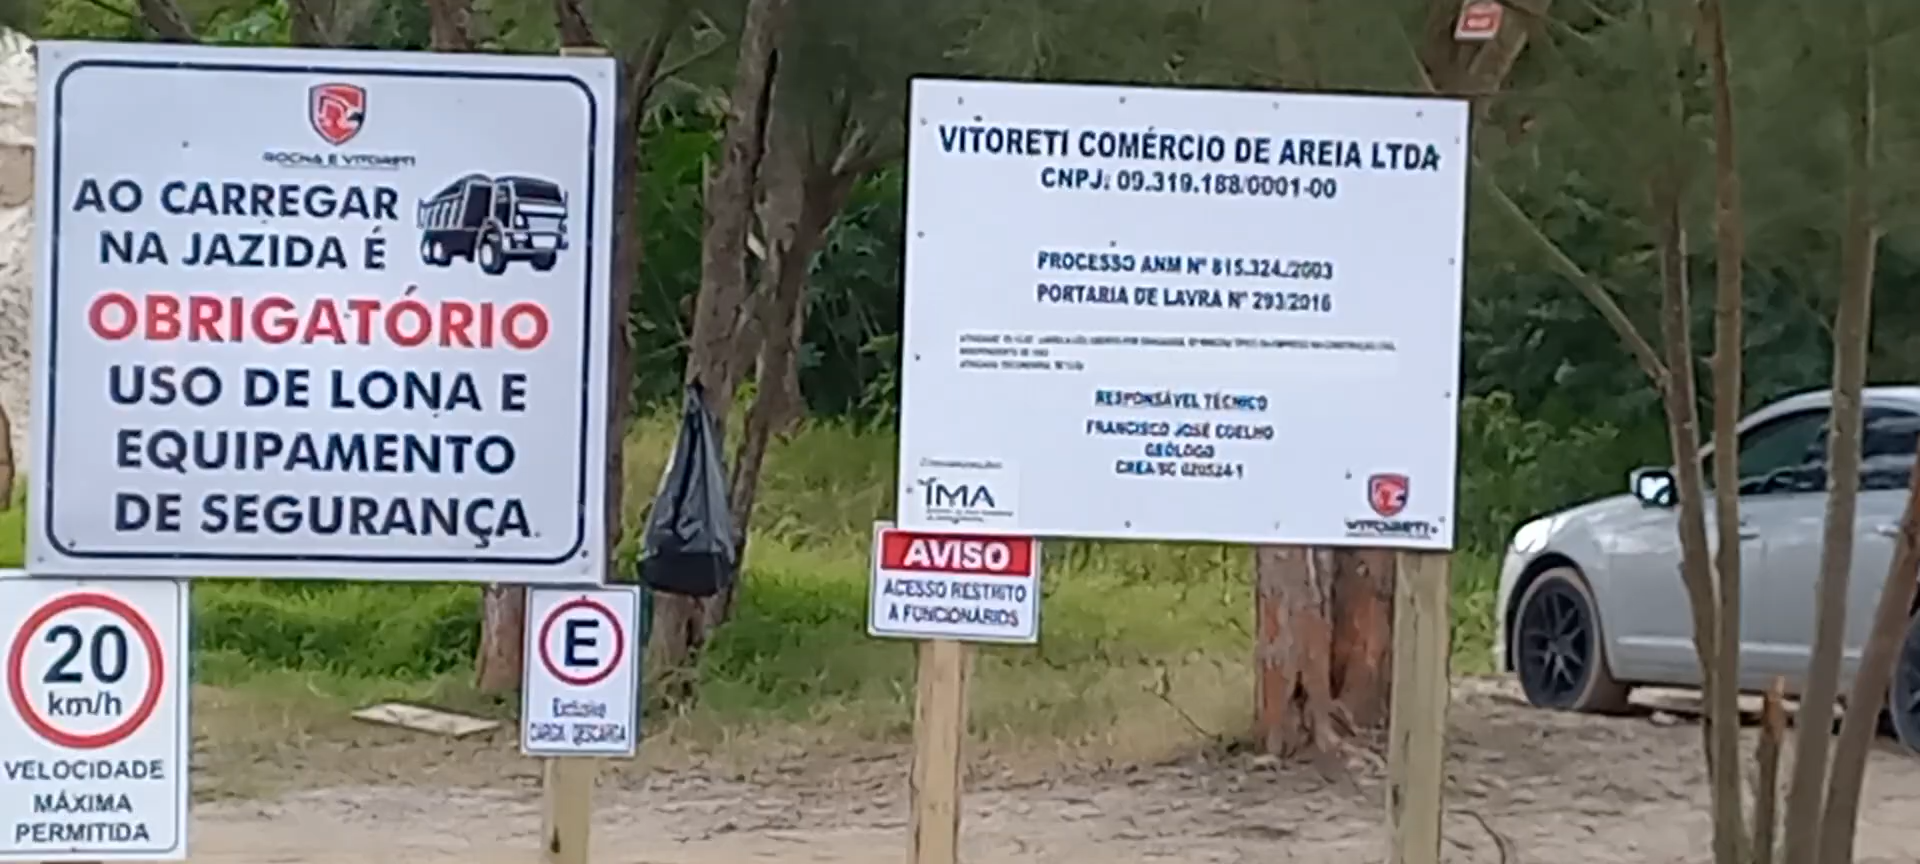 ROCHA E VITORETI
AO CARREGAR
NA JAZIDA É
OBRIGATÓRIO
USO DE LONA E
EQUIPAMENTO
DE SEGURANÇA
20
km/h
VELOCIDADE
MÁXIMA
PERMITIDA
E
Exclusivo
CARGA/DESCARGA
VITORETI COMÉRCIO DE AREIA LTDA
CNPJ: 09.319.188/0001-00
PROCESSO ANM Nº 815.324/2003
PORTARIA DE LAVRA Nº 293/2016
RESPONSÁVEL TÉCNICO
FRANCISCO JOSÉ COELHO
GEÓLOGO
CREA/SC
IMA
VITORETI
AVISO
ACESSO RESTRITO
A FUNCIONÁRIOS